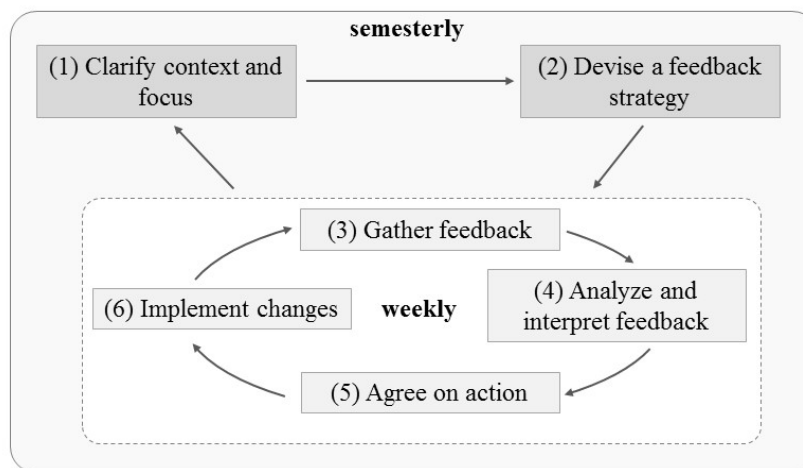 semesterly
(1) Clarify context and
focus
(2) Devise a feedback
strategy
(3) Gather feedback
(4) Analyze and
interpret feedback
(6) Implement changes
weekly
(5) Agree on action